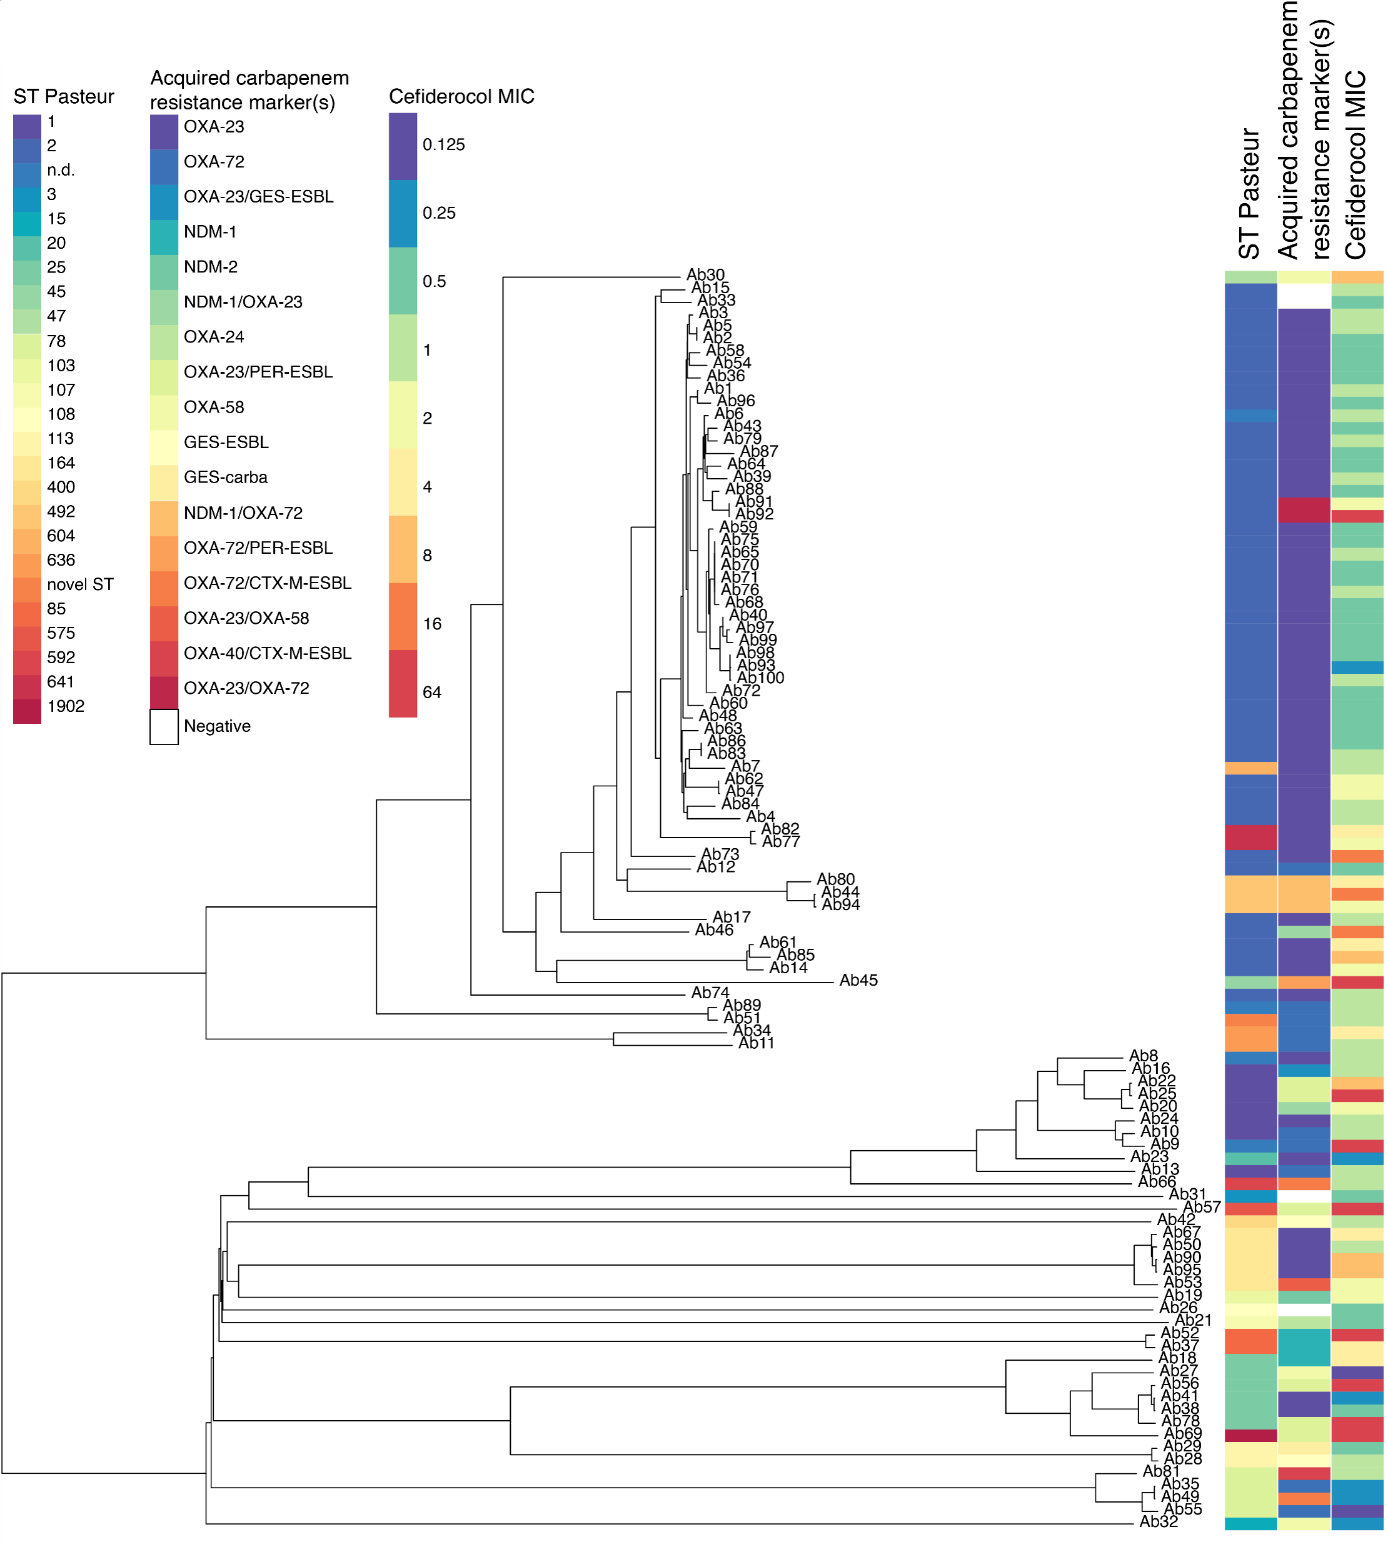 ST Pasteur
1
2
n.d.
3
15
20
25
45
47
78
103
107
108
113
164
400
492
604
636
novel ST
85
575
592
641
1902
Acquired carbapenem
resistance marker(s)
OXA-23
OXA-72
OXA-23/GES-ESBL
NDM-1
NDM-2
NDM-1/OXA-23
OXA-24
OXA-23/PER-ESBL
OXA-58
GES-ESBL
GES-carba
NDM-1/OXA-72
OXA-72/PER-ESBL
OXA-72/CTX-M-ESBL
OXA-23/OXA-58
OXA-40/CTX-M-ESBL
OXA-23/OXA-72
Negative
Cefiderocol MIC
0.125
0.25
0.5
1
2
4
8
16
64
ST Pasteur
Acquired carbapenem
resistance marker(s)
Cefiderocol MIC
Ab30
Ab15
Ab33
Ab3
Ab5
Ab2
Ab58
Ab54
Ab36
Ab1
Ab96
Ab6
Ab43
Ab79
Ab87
Ab64
Ab39
Ab88
Ab91
Ab92
Ab59
Ab75
Ab65
Ab70
Ab71
Ab76
Ab68
Ab40
Ab97
Ab99
Ab98
Ab93
Ab100
Ab72
Ab60
Ab48
Ab63
Ab86
Ab83
Ab7
Ab62
Ab47
Ab84
Ab4
Ab82
Ab77
Ab73
Ab12
Ab80
Ab44
Ab94
Ab17
Ab46
Ab61
Ab85
Ab14
Ab45
Ab74
Ab89
Ab51
Ab34
Ab11
Ab8
Ab16
Ab22
Ab25
Ab20
Ab24
Ab10
Ab9
Ab23
Ab13
Ab66
Ab31
Ab57
Ab42
Ab67
Ab50
Ab90
Ab95
Ab53
Ab19
Ab26
Ab21
Ab52
Ab37
Ab18
Ab27
Ab56
Ab41
Ab38
Ab78
Ab69
Ab29
Ab28
Ab81
Ab35
Ab49
Ab55
Ab32